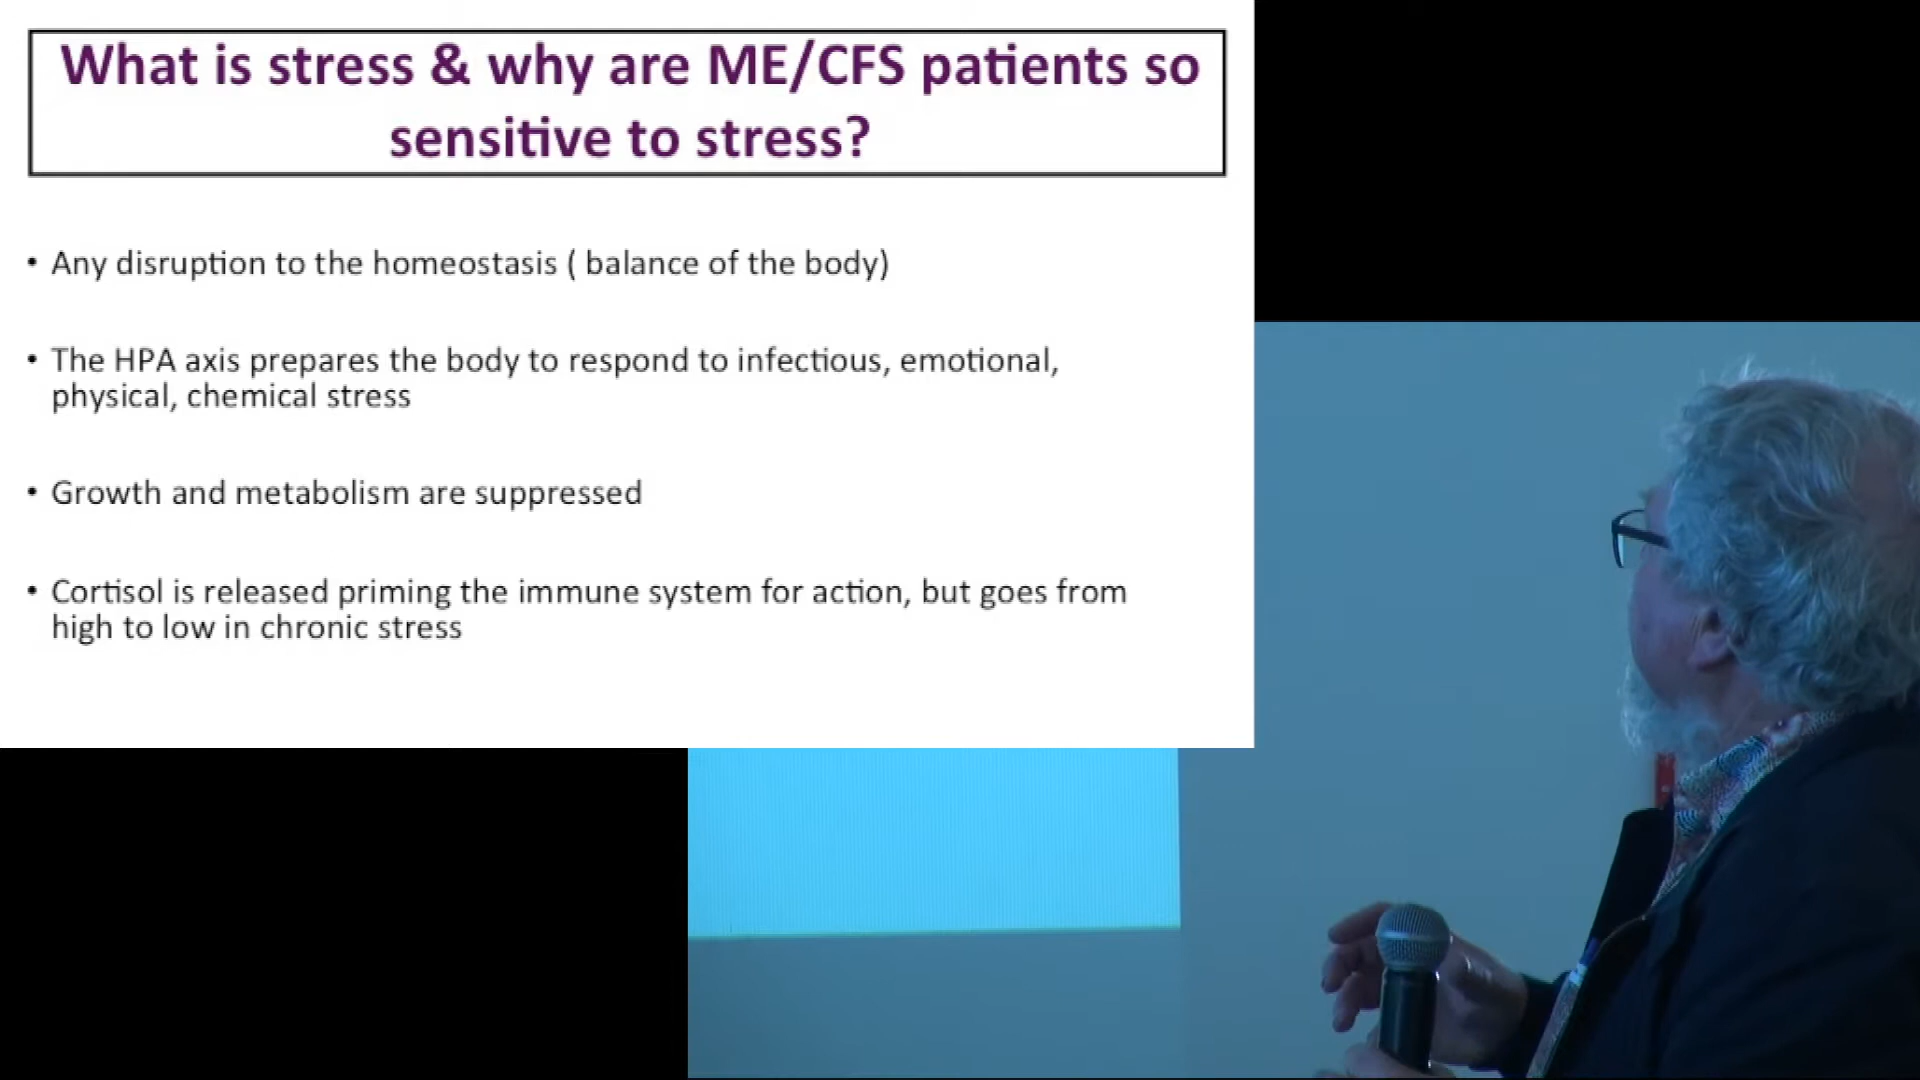 What is stress & why are ME/CFS patients so
sensitive to stress?
• Any disruption to the homeostasis ( balance of the body)
• The HPA axis prepares the body to respond to infectious, emotional,
physical, chemical stress
• Growth and metabolism are suppressed
• Cortisol is released priming the immune system for action, but goes from
high to low in chronic stress